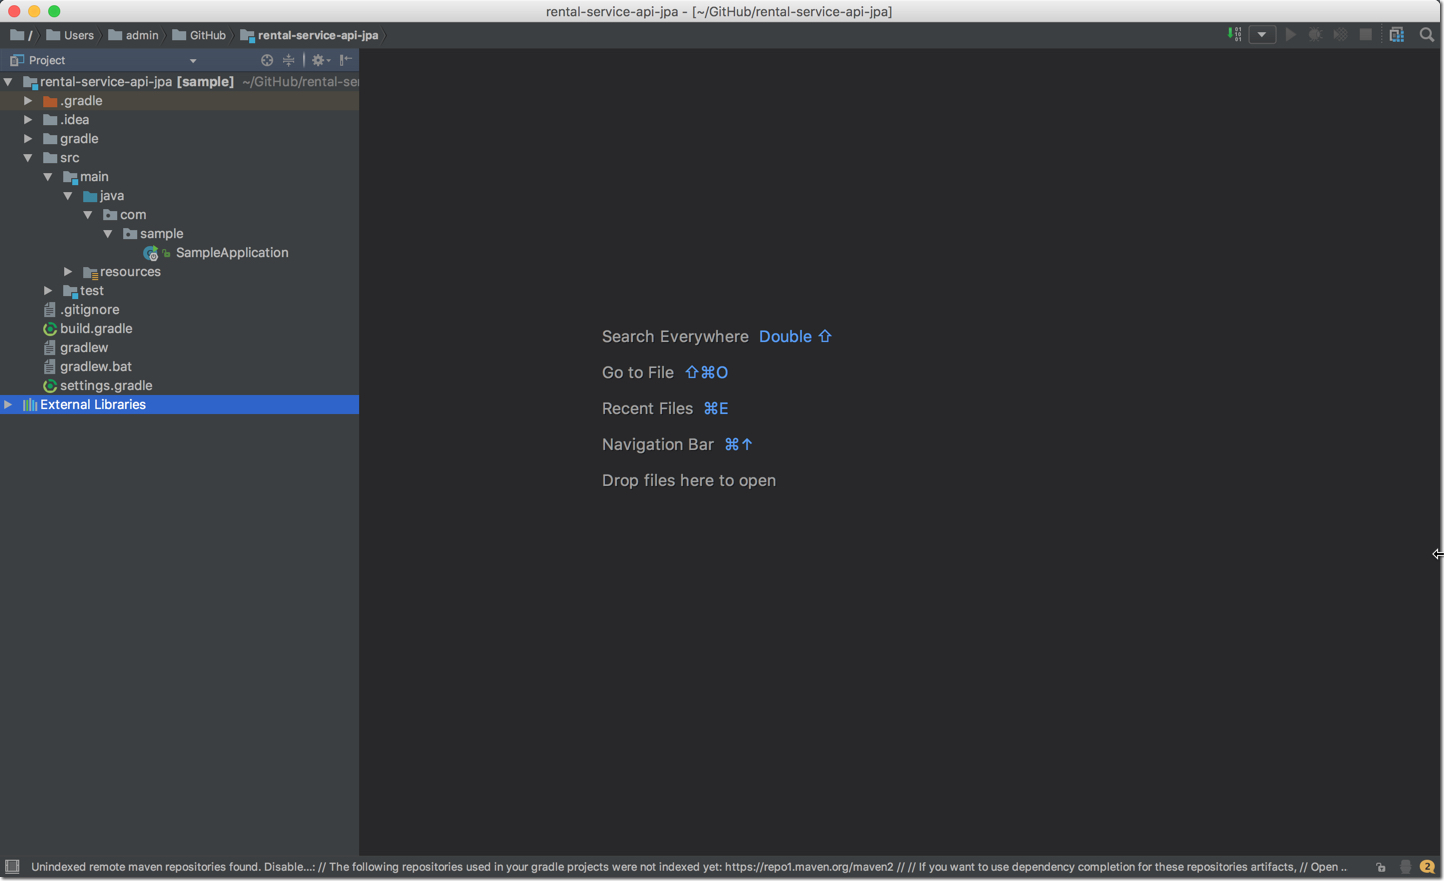 rental-service-api-jpa - [~/GitHub/rental-service-api-jpa]
/ Users admin GitHub rental-service-api-jpa
Project
rental-service-api-jpa [sample] ~/GitHub/rental-ser
.gradle
.idea
gradle
src
main
java
com
sample
SampleApplication
resources
test
.gitignore
build.gradle
gradlew
gradlew.bat
settings.gradle
External Libraries
Search Everywhere Double ⇧
Go to File ⇧⌘O
Recent Files ⌘E
Navigation Bar ⌘↑
Drop files here to open
Unindexed remote maven repositories found. Disable...: // The following repositories used in your gradle projects were not indexed yet: https://repo1.maven.org/maven2 // // If you want to use dependency completion for these repositories artifacts, // Open ..
2